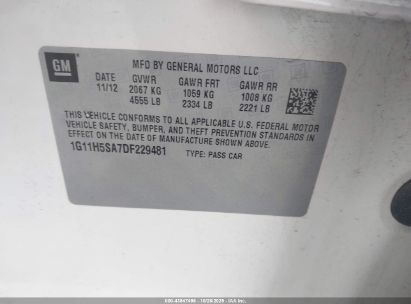 GM
MFD BY GENERAL MOTORS LLC
DATE GVWR GAWR FRT GAWR RR
11/12 2067 KG 1059 KG 1008 KG
4555 LB 2334 LB 2221 LB
THIS VEHICLE CONFORMS TO ALL APPLICABLE U.S. FEDERAL MOTOR
VEHICLE SAFETY, BUMPER, AND THEFT PREVENTION STANDARDS IN
EFFECT ON THE DATE OF MANUFACTURE SHOWN ABOVE.
1G11H5SA7DF229481 TYPE: PASS CAR